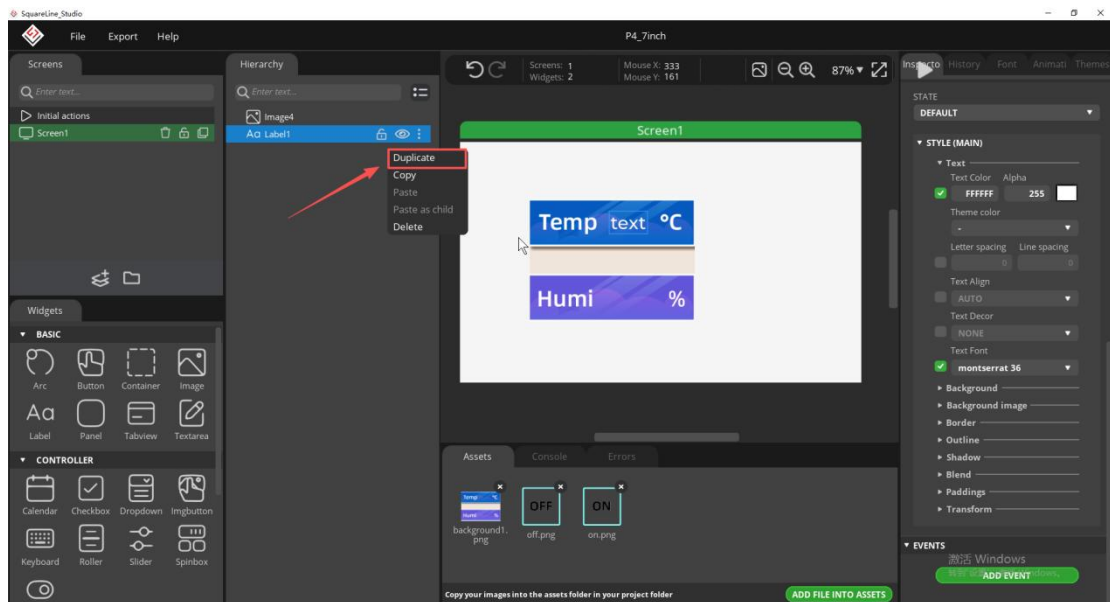 SquareLine_Studio
File Export Help
P4_7inch
Screens
Enter text...
Initial actions
Screen1
Hierarchy
Enter text...
Image4
Aa Label1
Duplicate
Copy
Paste
Paste as child
Delete
Screens: 1
Widgets: 2
Mouse X: 333
Mouse Y: 161
87%
Screen1
Temp text °C
Humi %
Widgets
BASIC
Arc Button Container Image
Aa
Label Panel Tabview Textarea
CONTROLLER
Calendar Checkbox Dropdown Imgbutton
Keyboard Roller Slider Spinbox
Assets Console Errors
Temp °C
Humi %
OFF
ON
background1.
png
off.png
on.png
Copy your images into the assets folder in your project folder
ADD FILE INTO ASSETS
History Font Animati Themes
STATE
DEFAULT
STYLE (MAIN)
Text
Text Color Alpha
FFFFFF 255
Theme color
-
Letter spacing Line spacing
0 0
Text Align
AUTO
Text Decor
NONE
Text Font
montserrat 36
Background
Background image
Border
Outline
Shadow
Blend
Paddings
Transform
EVENTS
激活 Windows
ADD EVENT